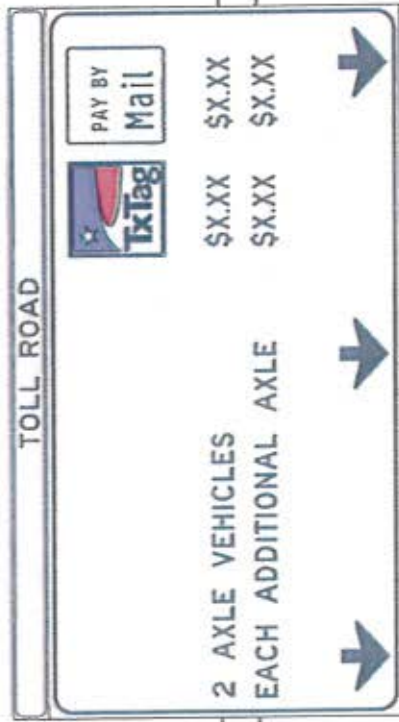 TOLL ROAD
TxTag
PAY BY
Mail
2 AXLE VEHICLES $X.XX $X.XX
EACH ADDITIONAL AXLE $X.XX $X.XX